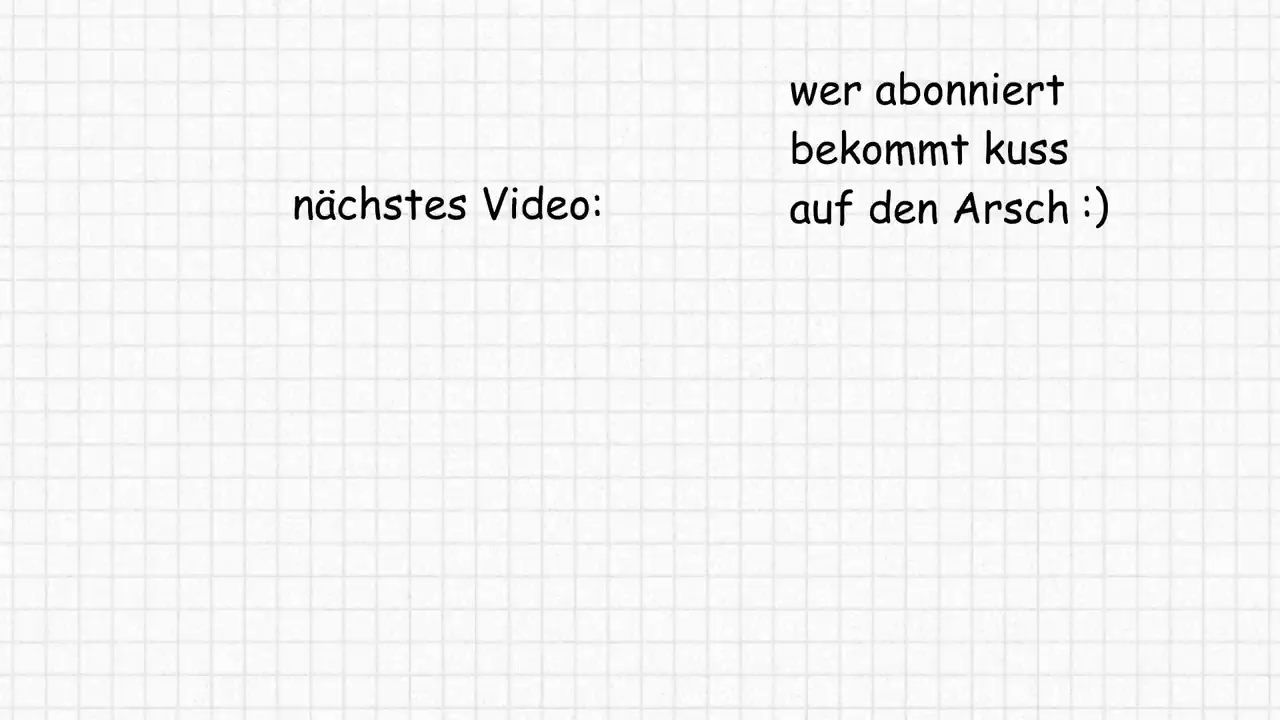 nächstes Video:
wer abonniert
bekommt kuss
auf den Arsch :)